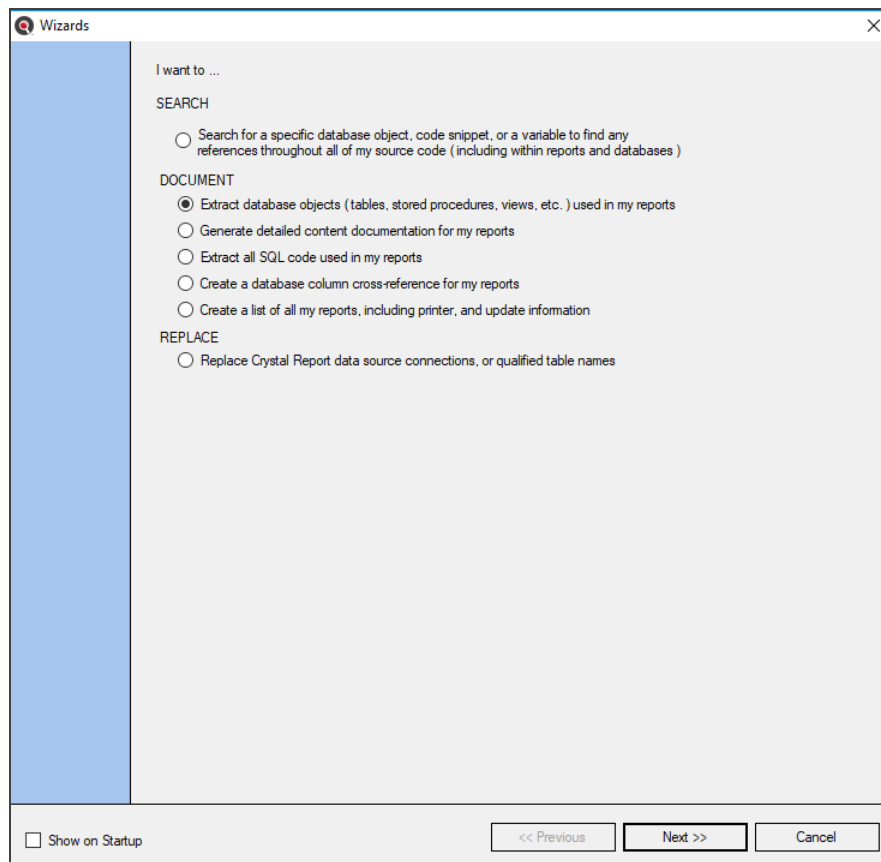 Wizards
I want to ...
SEARCH
Search for a specific database object, code snippet, or a variable to find any
references throughout all of my source code ( including within reports and databases )
DOCUMENT
Extract database objects ( tables, stored procedures, views, etc. ) used in my reports
Generate detailed content documentation for my reports
Extract all SQL code used in my reports
Create a database column cross-reference for my reports
Create a list of all my reports, including printer, and update information
REPLACE
Replace Crystal Report data source connections, or qualified table names
Show on Startup
<< Previous
Next >>
Cancel